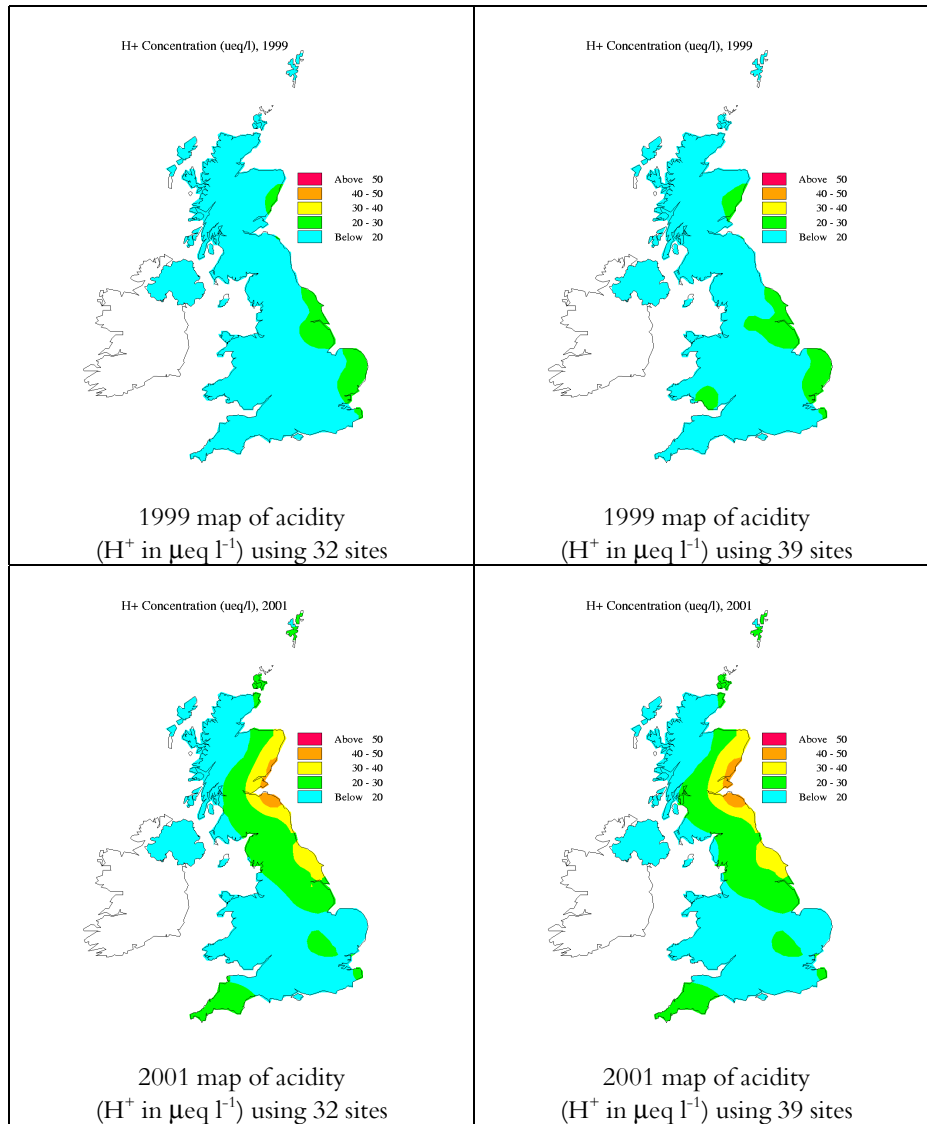 H+ Concentration (ueq/l), 1999
Above 50
40 - 50
30 - 40
20 - 30
Below 20
1999 map of acidity
(H⁺ in μeq l⁻¹) using 32 sites
H+ Concentration (ueq/l), 1999
Above 50
40 - 50
30 - 40
20 - 30
Below 20
1999 map of acidity
(H⁺ in μeq l⁻¹) using 39 sites
H+ Concentration (ueq/l), 2001
Above 50
40 - 50
30 - 40
20 - 30
Below 20
2001 map of acidity
(H⁺ in μeq l⁻¹) using 32 sites
H+ Concentration (ueq/l), 2001
Above 50
40 - 50
30 - 40
20 - 30
Below 20
2001 map of acidity
(H⁺ in μeq l⁻¹) using 39 sites